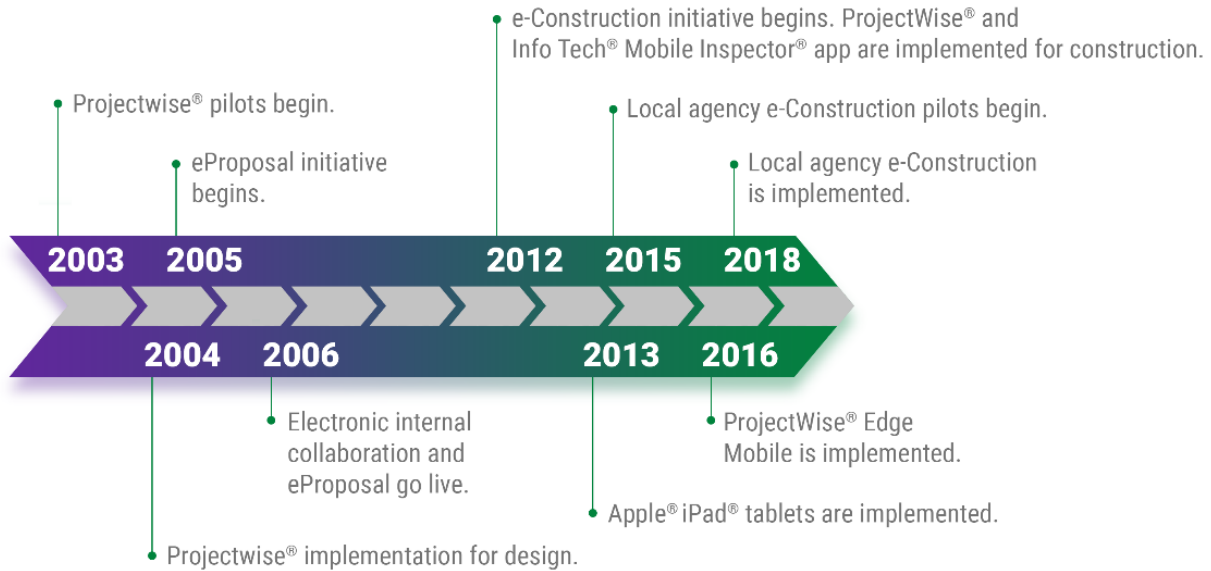 e-Construction initiative begins. ProjectWise® and
Info Tech® Mobile Inspector® app are implemented for construction.
Projectwise® pilots begin.
Local agency e-Construction pilots begin.
eProposal initiative
begins.
Local agency e-Construction
is implemented.
2003 2005 2012 2015 2018
2004 2006 2013 2016
Electronic internal
collaboration and
eProposal go live.
ProjectWise® Edge
Mobile is implemented.
Apple® iPad® tablets are implemented.
Projectwise® implementation for design.